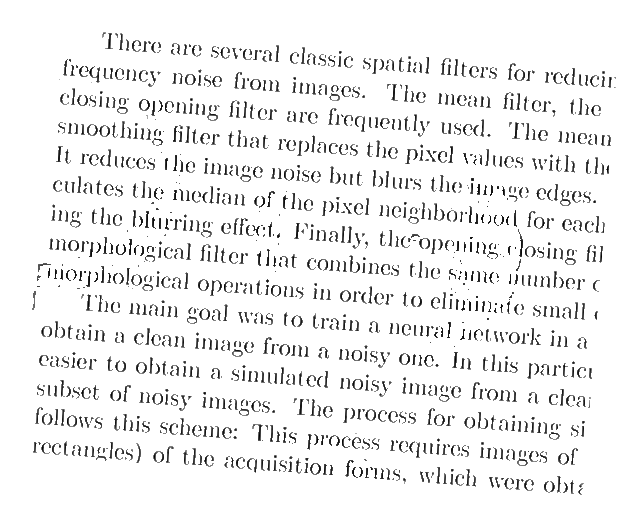 There are several classic spatial filters for reducin
frequency noise from images. The mean filter, the
closing opening filter are frequently used. The mean
smoothing filter that replaces the pixel values with the
It reduces the image noise but blurs the image edges.
culates the median of the pixel neighborhood for each
ing the blurring effect. Finally, the opening closing fil
morphological filter that combines the same number o
morphological operations in order to eliminate small
The main goal was to train a neural network in a
obtain a clean image from a noisy one. In this particu
easier to obtain a simulated noisy image from a clean
subset of noisy images. The process for obtaining si
follows this scheme: This process requires images of
rectangles) of the acquisition forms, which were obta